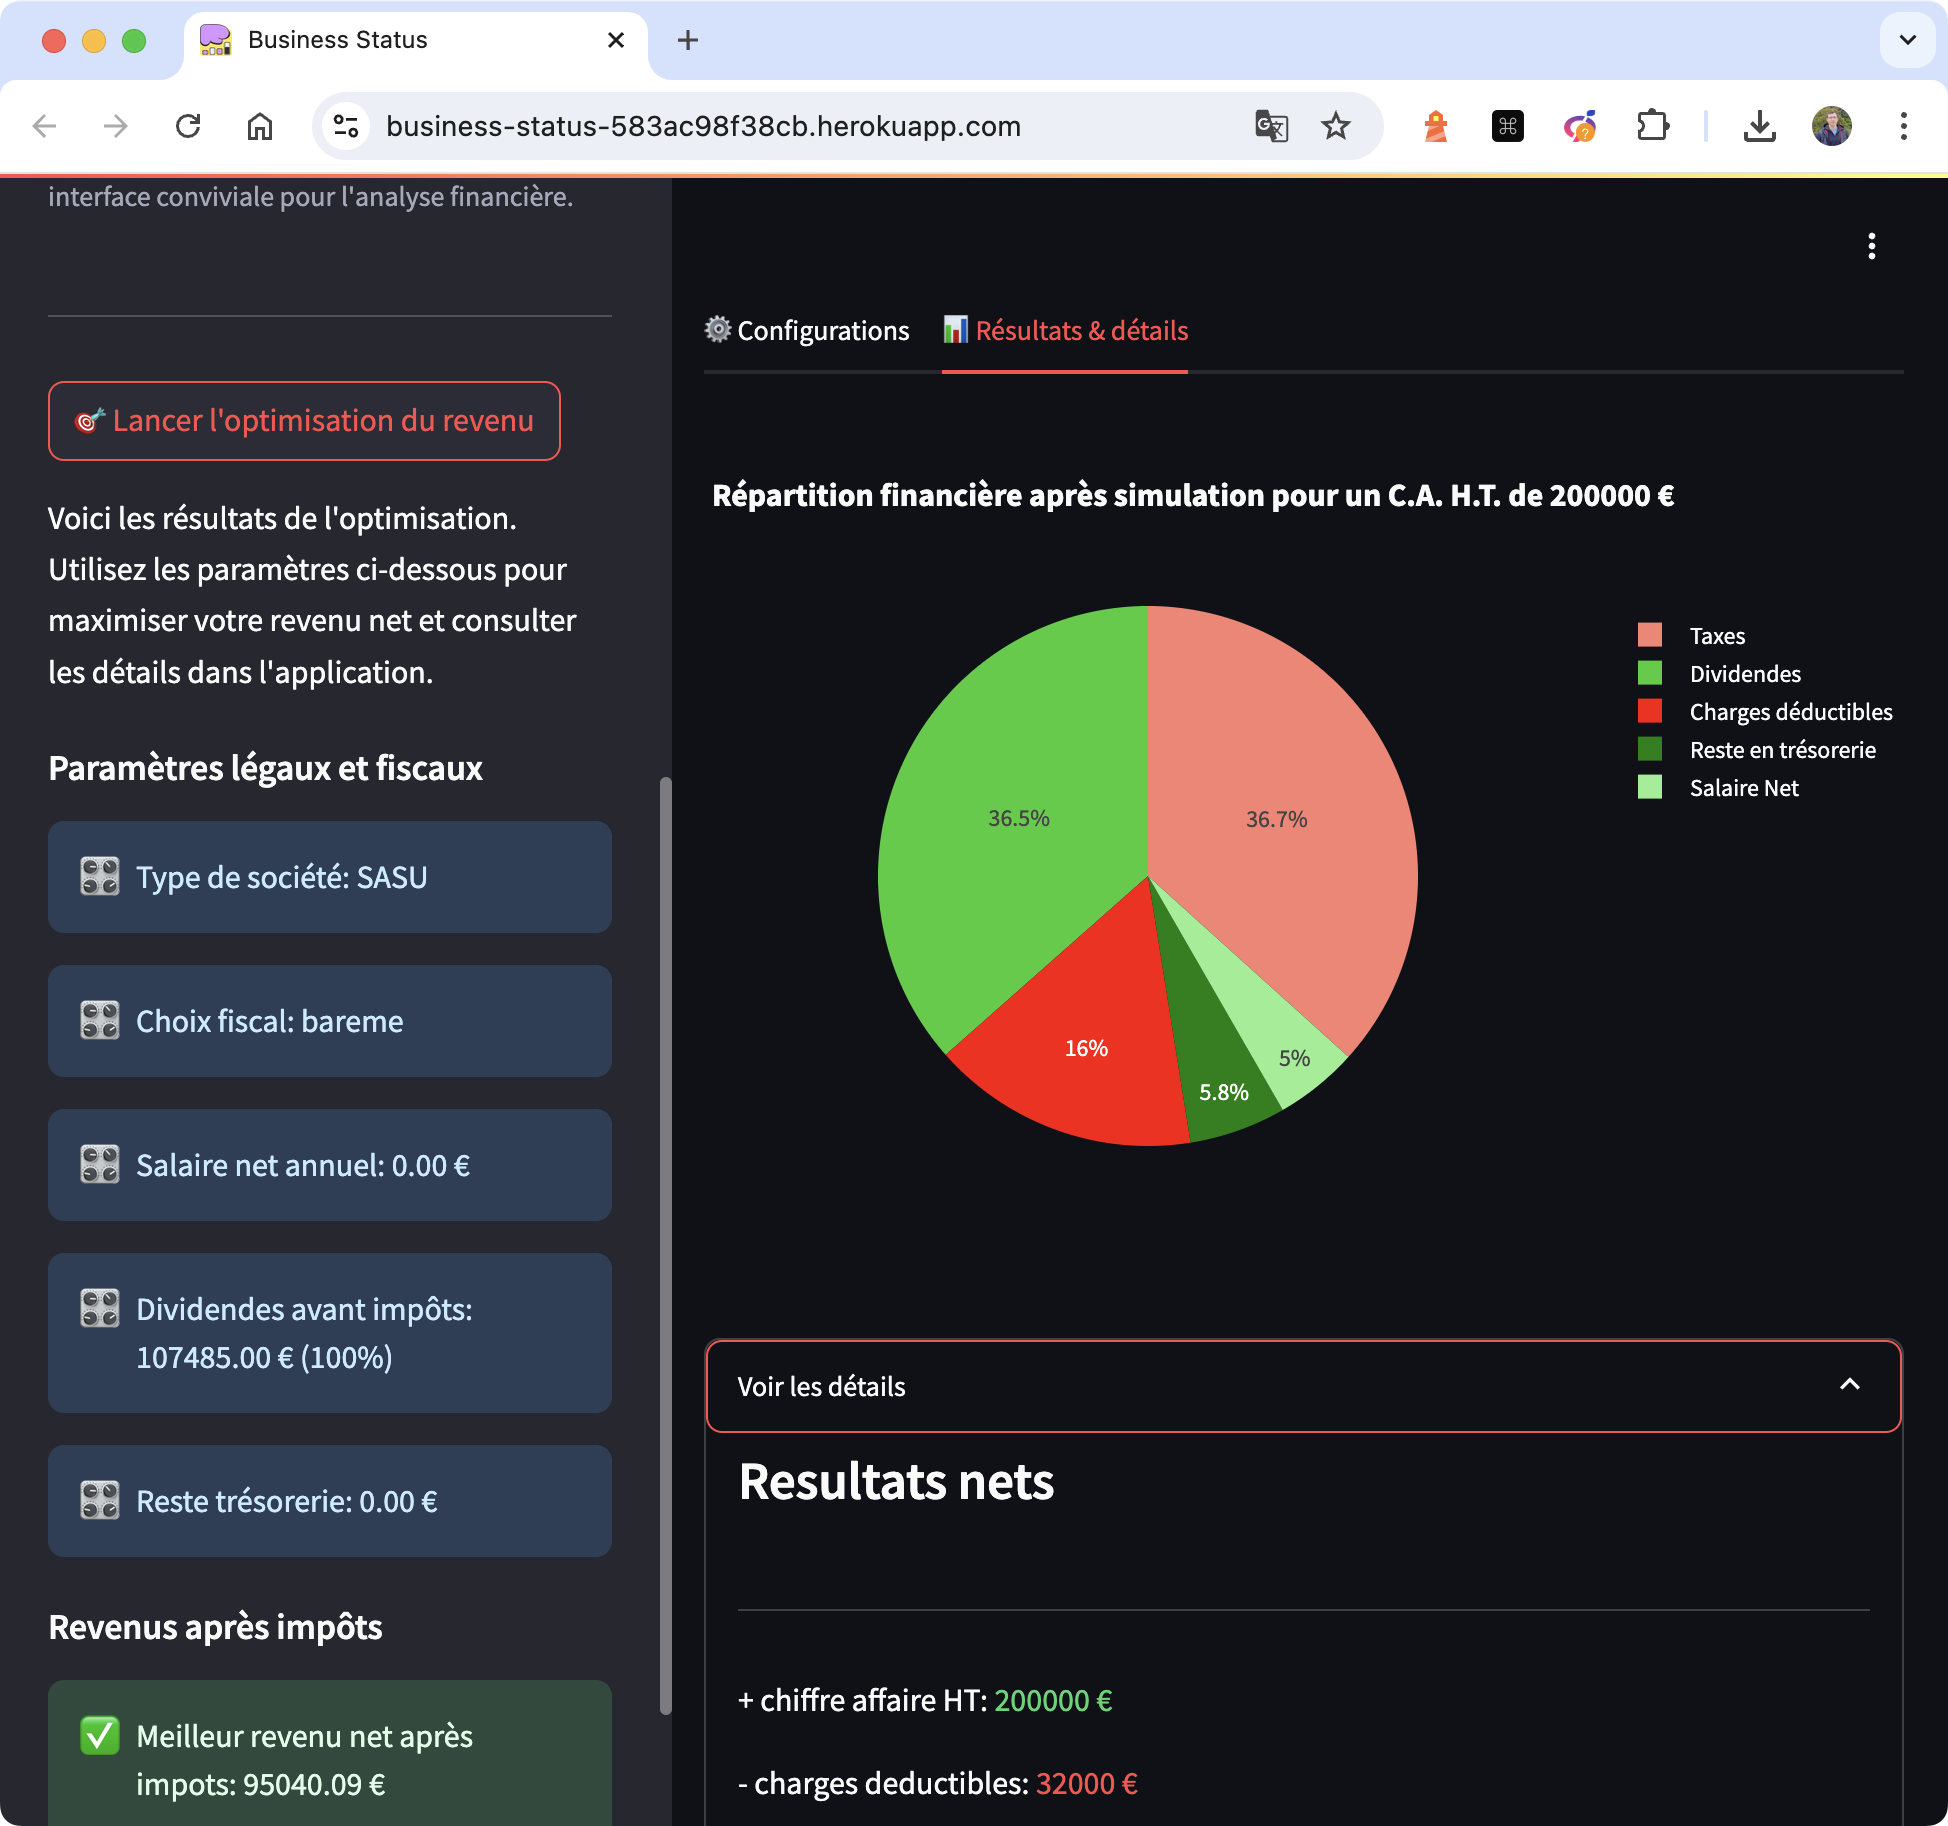 Business Status
business-status-583ac98f38cb.herokuapp.com
interface conviviale pour l'analyse financière.
Lancer l'optimisation du revenu
Voici les résultats de l'optimisation.
Utilisez les paramètres ci-dessous pour
maximiser votre revenu net et consulter
les détails dans l'application.
Paramètres légaux et fiscaux
Type de société: SASU
Choix fiscal: bareme
Salaire net annuel: 0.00 €
Dividendes avant impôts:
107485.00 € (100%)
Reste trésorerie: 0.00 €
Revenus après impôts
Meilleur revenu net après
impots: 95040.09 €
Configurations
Résultats & détails
Répartition financière après simulation pour un C.A. H.T. de 200000 €
36.5%
36.7%
16%
5.8%
5%
Taxes
Dividendes
Charges déductibles
Reste en trésorerie
Salaire Net
Voir les détails
Resultats nets
+ chiffre affaire HT: 200000 €
- charges deductibles: 32000 €